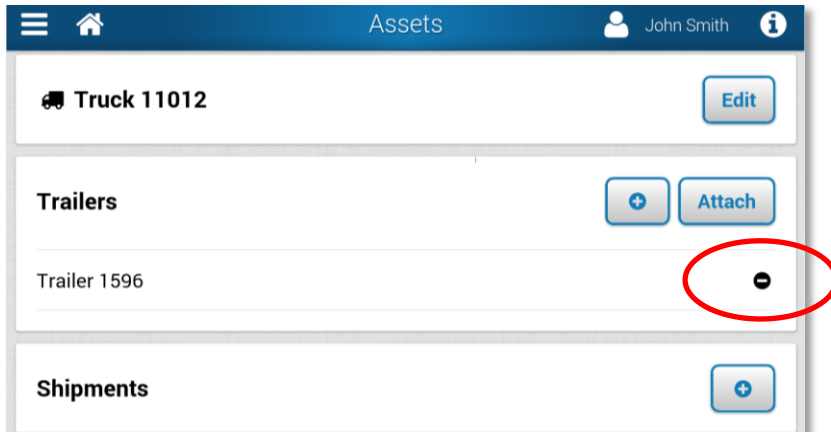 Assets
John Smith
Truck 11012
Edit
Trailers
Attach
Trailer 1596
Shipments